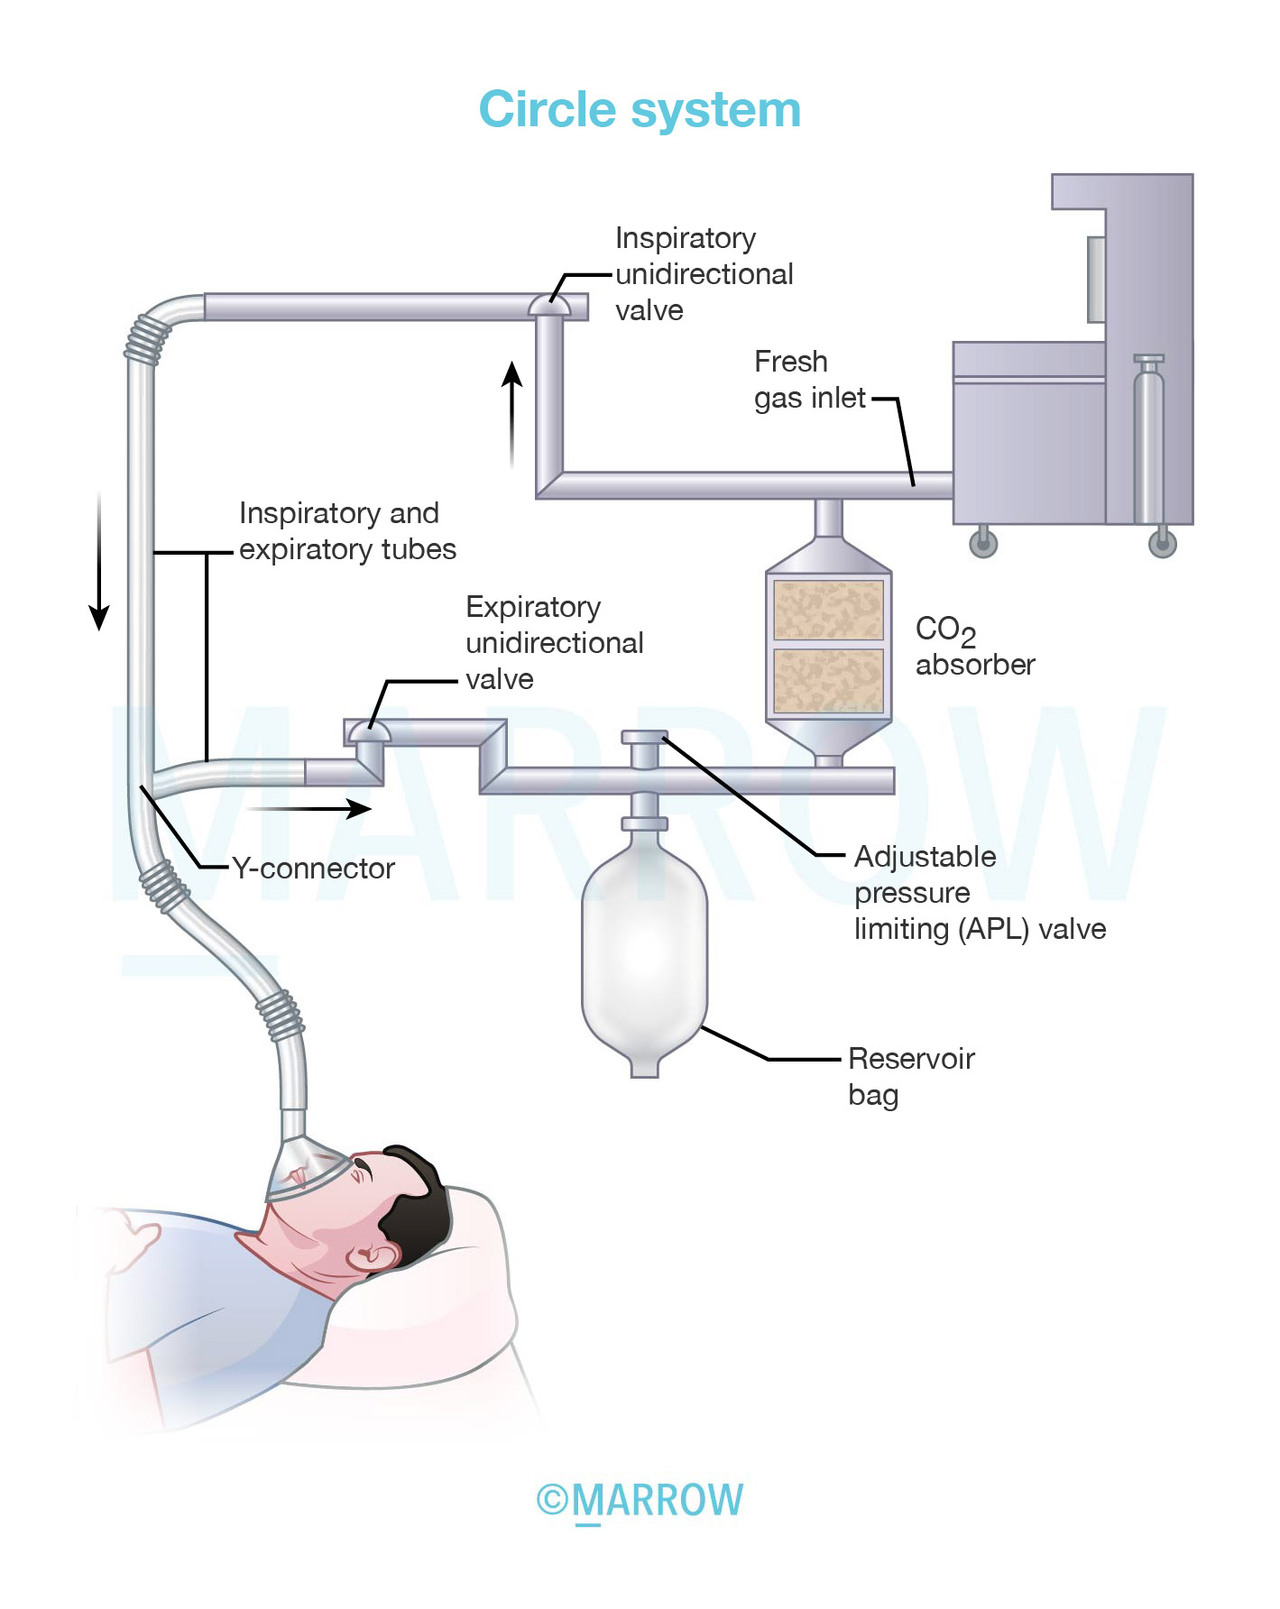 Circle system
Inspiratory
unidirectional
valve
Fresh
gas inlet
Inspiratory and
expiratory tubes
Expiratory
unidirectional
valve
CO2
absorber
MARROW
Y-connector
Adjustable
pressure
limiting (APL) valve
Reservoir
bag
©MARROW